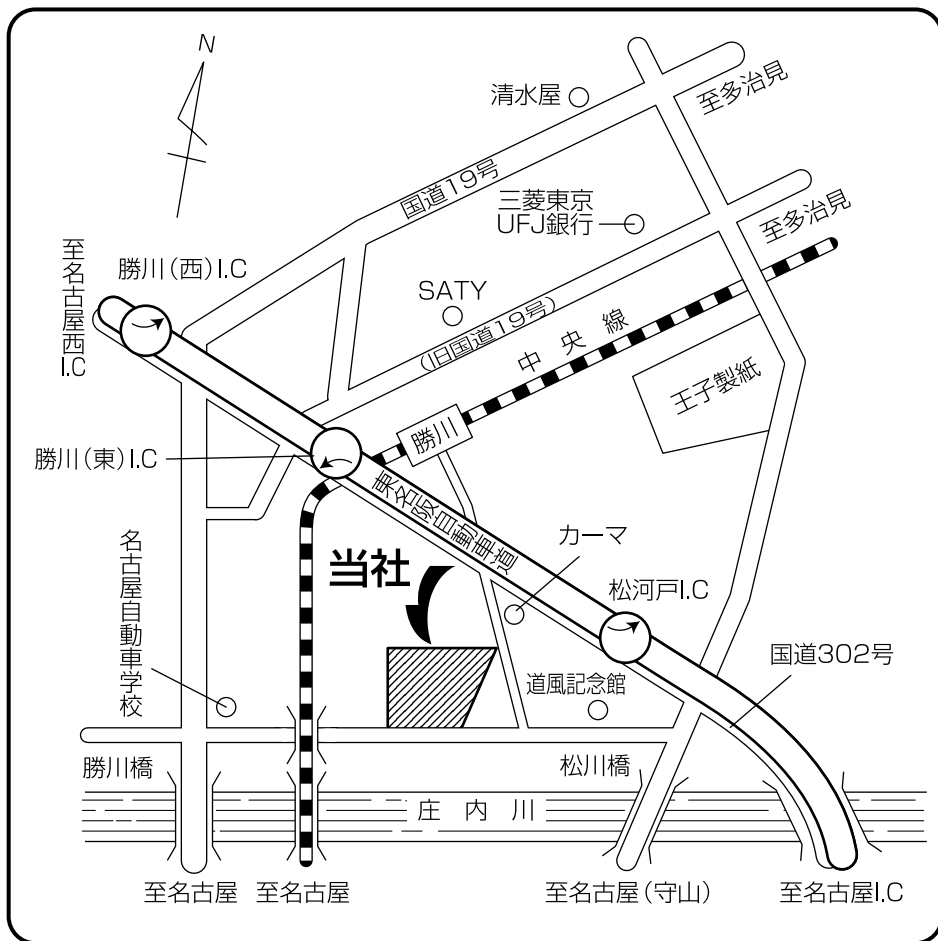 N
清水屋
至多治見
国道19号
三菱東京
UFJ銀行
至多治見
至名古屋西I.C
勝川(西)I.C
SATY
(旧国道19号)
中央線
王子製紙
勝川
勝川(東)I.C
東名阪自動車道
カーマ
当社
名古屋自動車学校
松河戸I.C
国道302号
道風記念館
勝川橋
松川橋
庄内川
至名古屋
至名古屋
至名古屋(守山)
至名古屋I.C